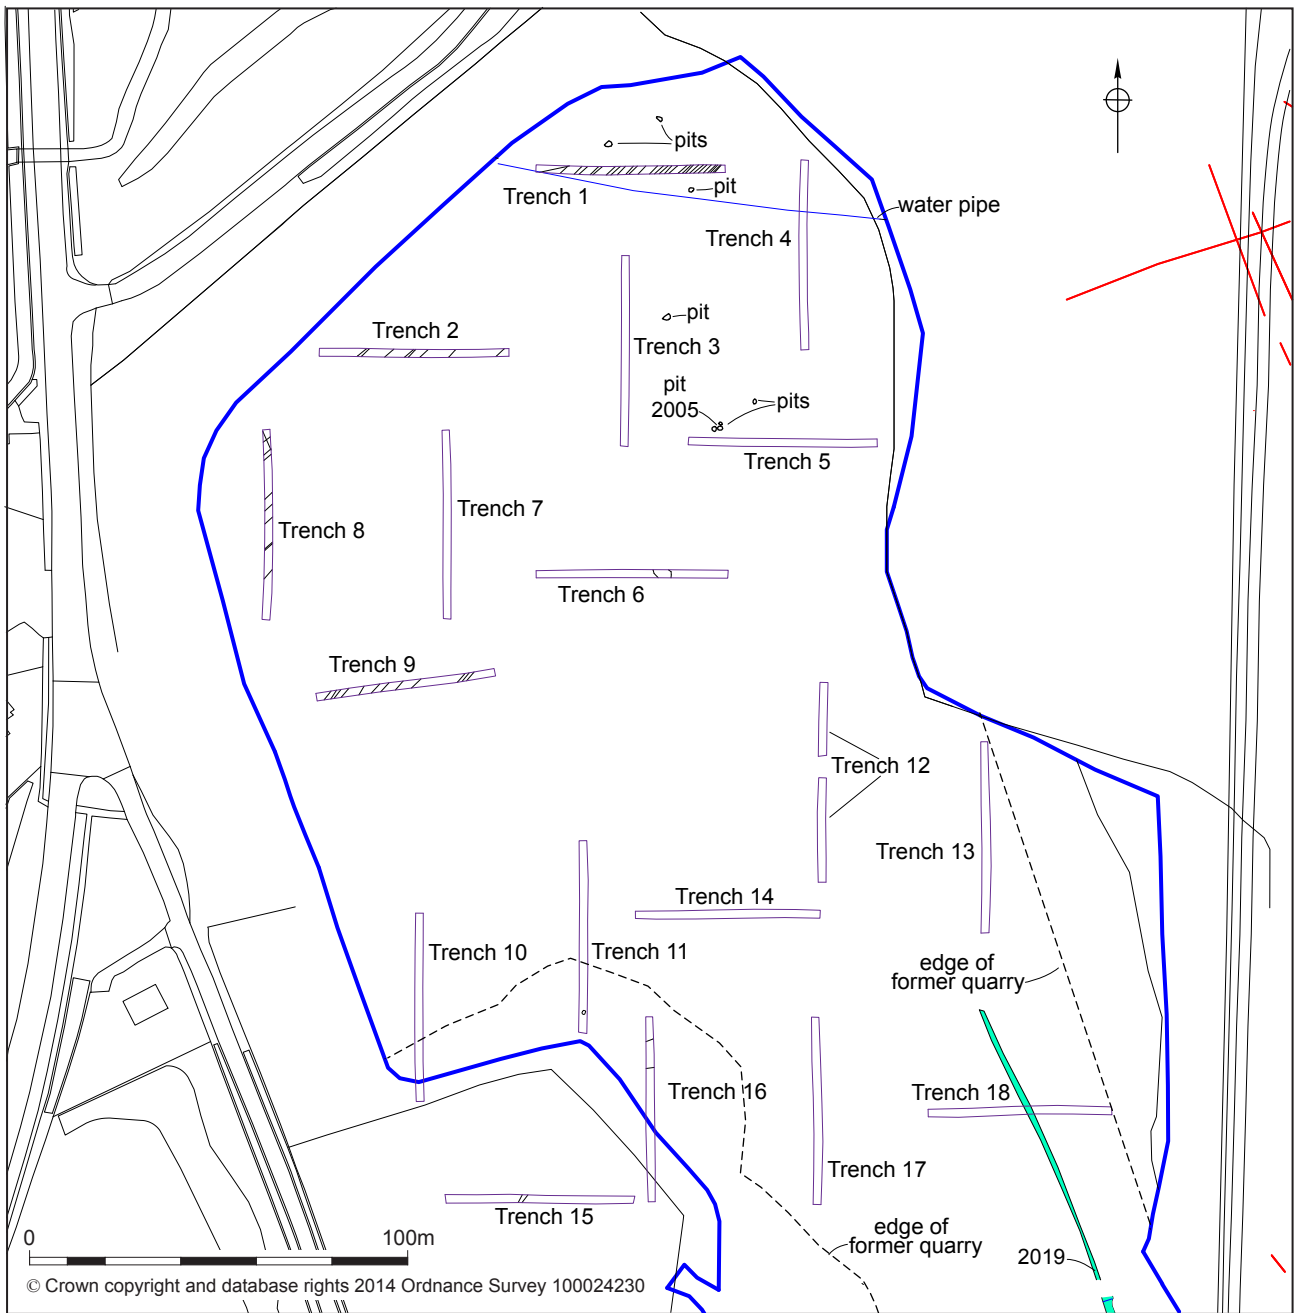 pits
pit
Trench 1
water pipe
Trench 4
pit
Trench 2
Trench 3
pit
2005
pits
Trench 5
Trench 7
Trench 8
Trench 6
Trench 9
Trench 12
Trench 13
Trench 14
Trench 10
Trench 11
edge of
former quarry
Trench 16
Trench 18
Trench 17
Trench 15
edge of
former quarry
2019
0
100m
© Crown copyright and database rights 2014 Ordnance Survey 100024230